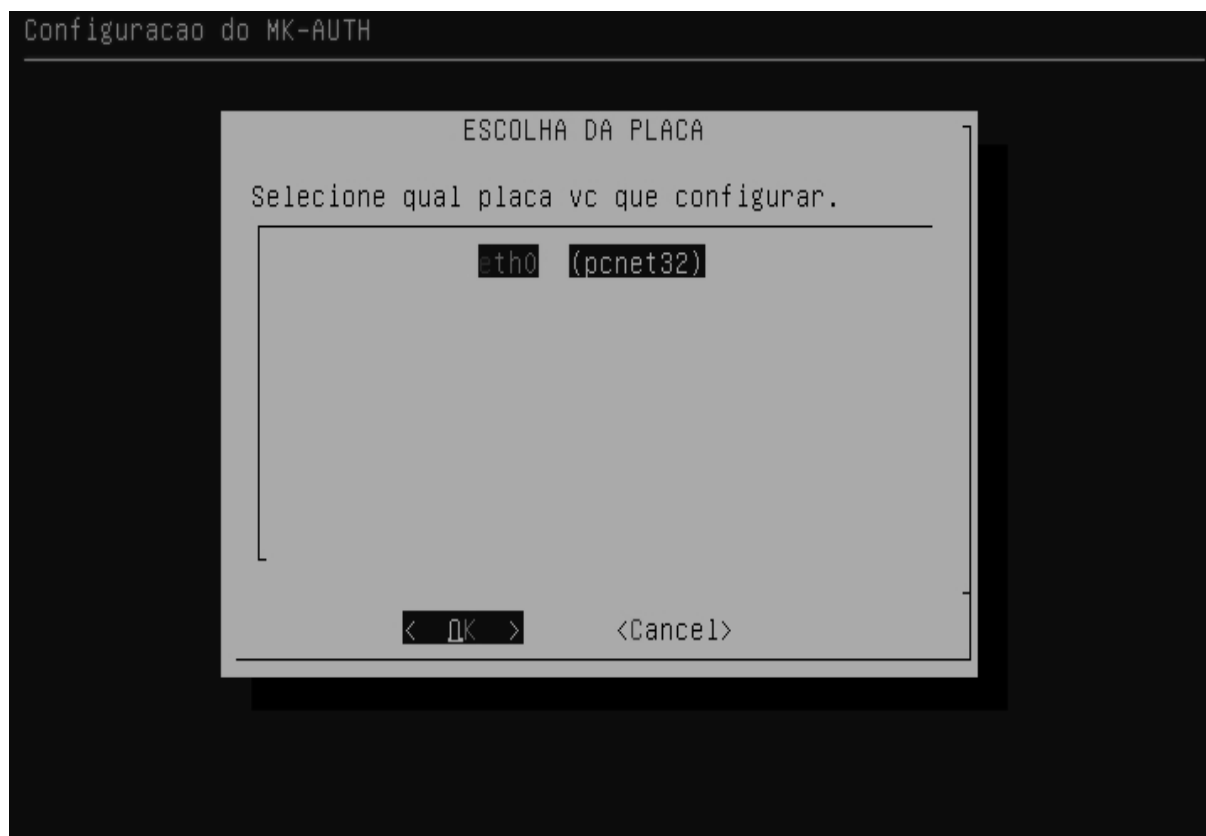 Configuracao do MK-AUTH
ESCOLHA DA PLACA
Selecione qual placa vc que configurar.
eth0 (pcnet32)
< OK > <Cancel>